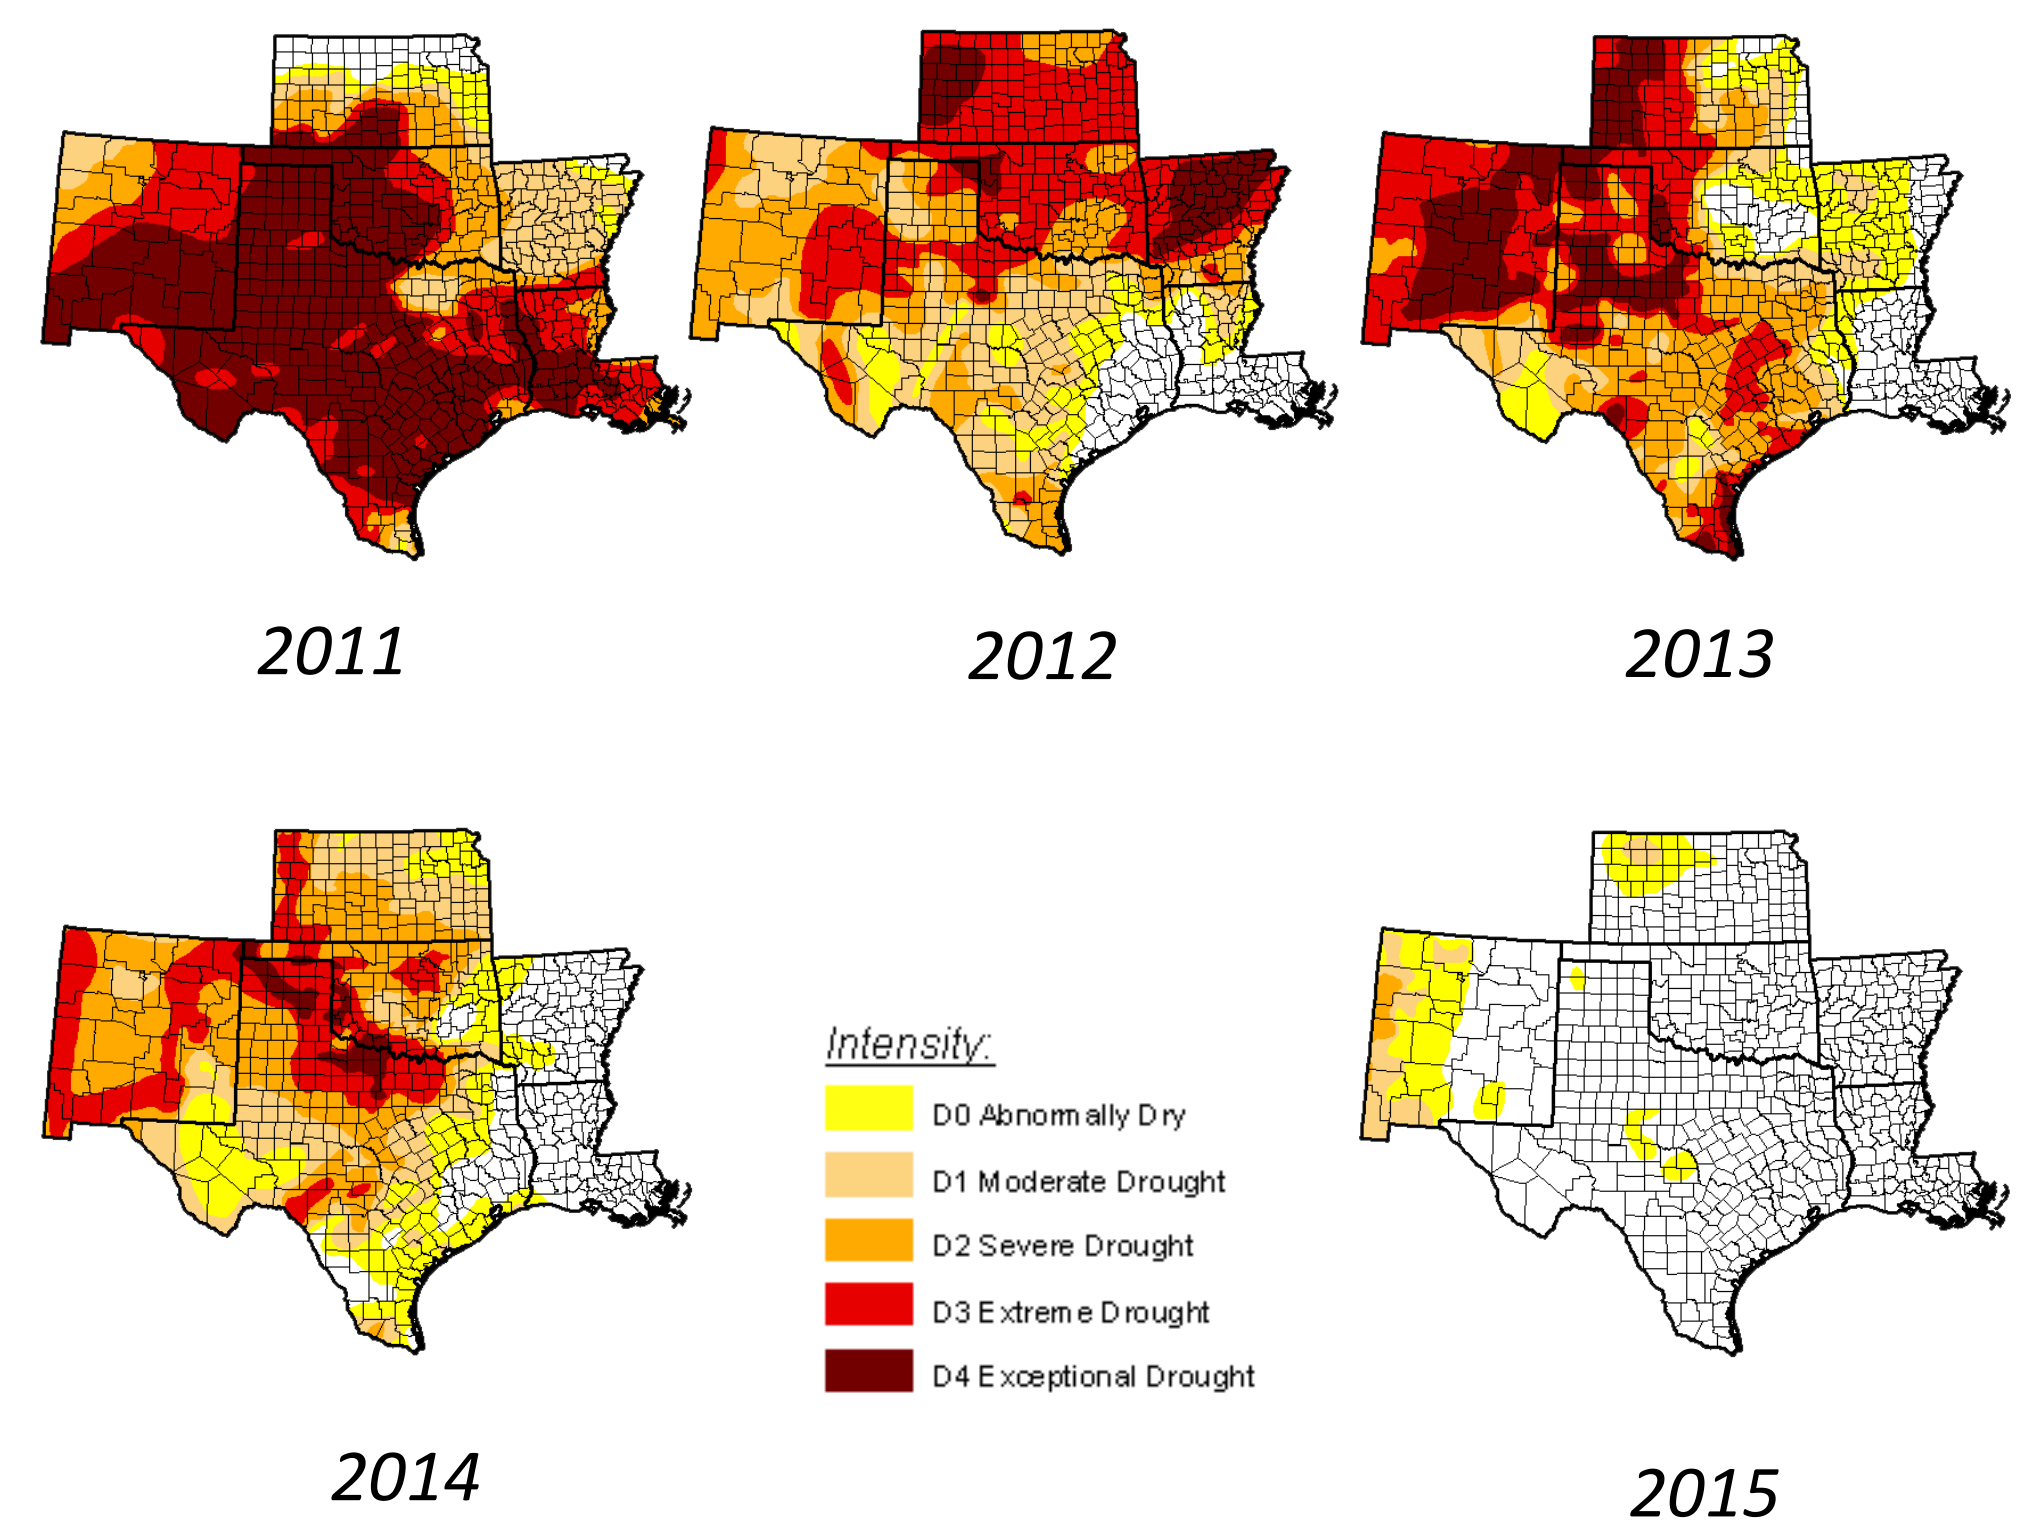 2011
2012
2013
Intensity:
D0 Abnormally Dry
D1 Moderate Drought
D2 Severe Drought
D3 Extreme Drought
D4 Exceptional Drought
2014
2015